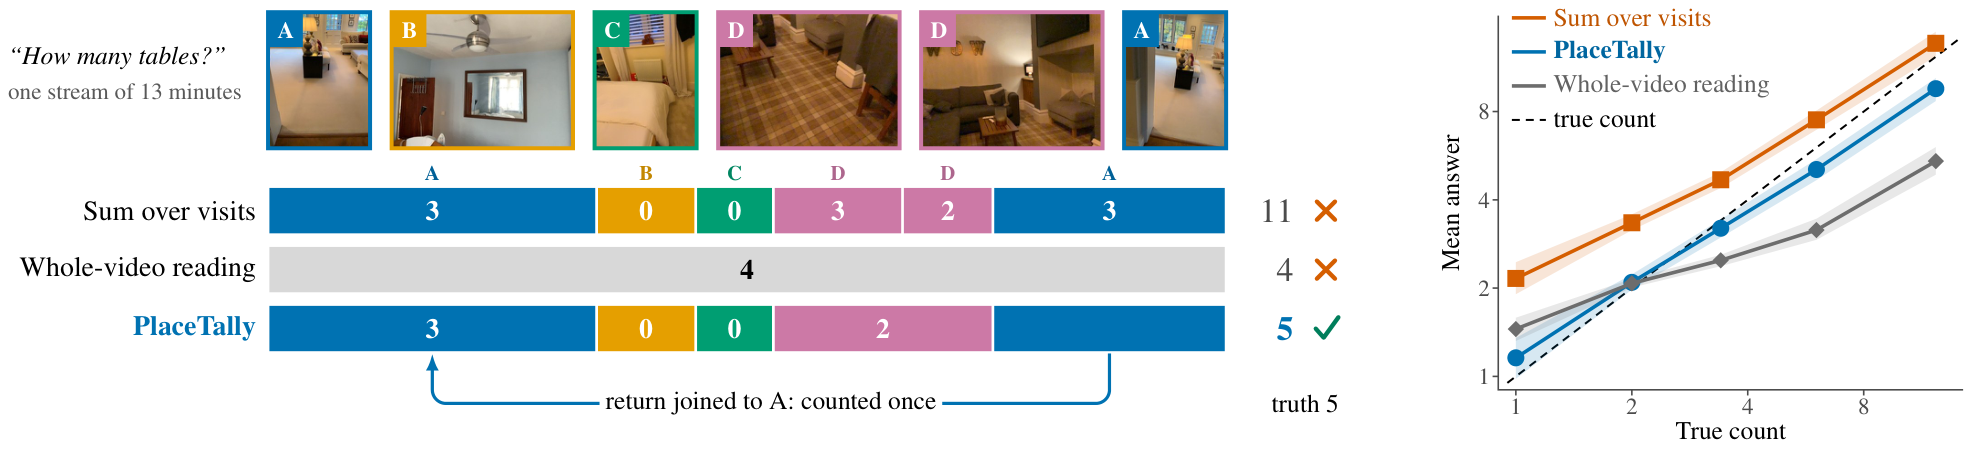 “How many tables?”
one stream of 13 minutes
A
B
C
D
D
A
A
B
C
D
D
A
Sum over visits
3
0
0
3
2
3
11
Whole-video reading
4
4
PlaceTally
3
0
0
2
5
return joined to A: counted once
truth 5
Sum over visits
PlaceTally
Whole-video reading
true count
Mean answer
8
4
2
1
1
2
4
8
True count